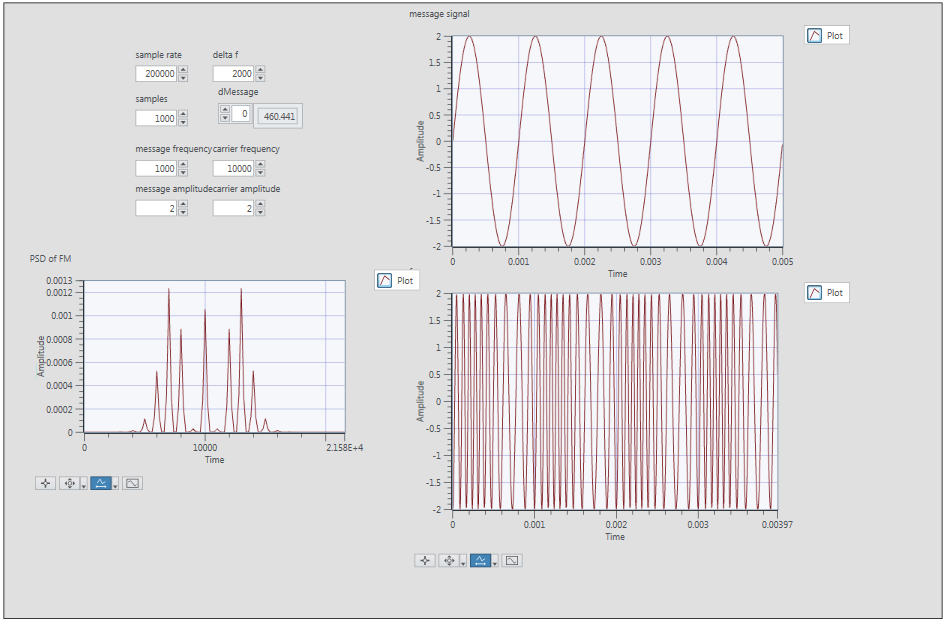 message signal
Plot
sample rate
delta f
200000
2000
samples
dMessage
1000
0
460.441
message frequency
carrier frequency
1000
10000
message amplitude
carrier amplitude
2
2
Amplitude
2
1.5
1
0.5
0
-0.5
-1
-1.5
-2
0
0.001
0.002
0.003
0.004
0.005
Time
PSD of FM
Plot
Amplitude
0.0013
0.0012
0.001
0.0008
0.0006
0.0004
0.0002
0
0
10000
2.158E+4
Time
Plot
Amplitude
2
1.5
1
0.5
0
-0.5
-1
-1.5
-2
0
0.001
0.002
0.003
0.00397
Time